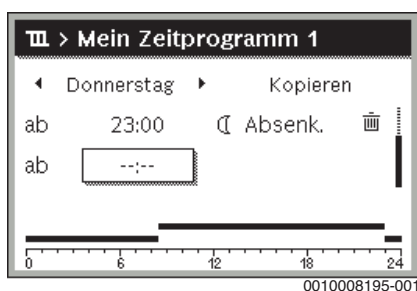 > Mein Zeitprogramm 1
Donnerstag Kopieren
ab 23:00 Absenk.
ab --:--
0 6 12 18 24
0010008195-001